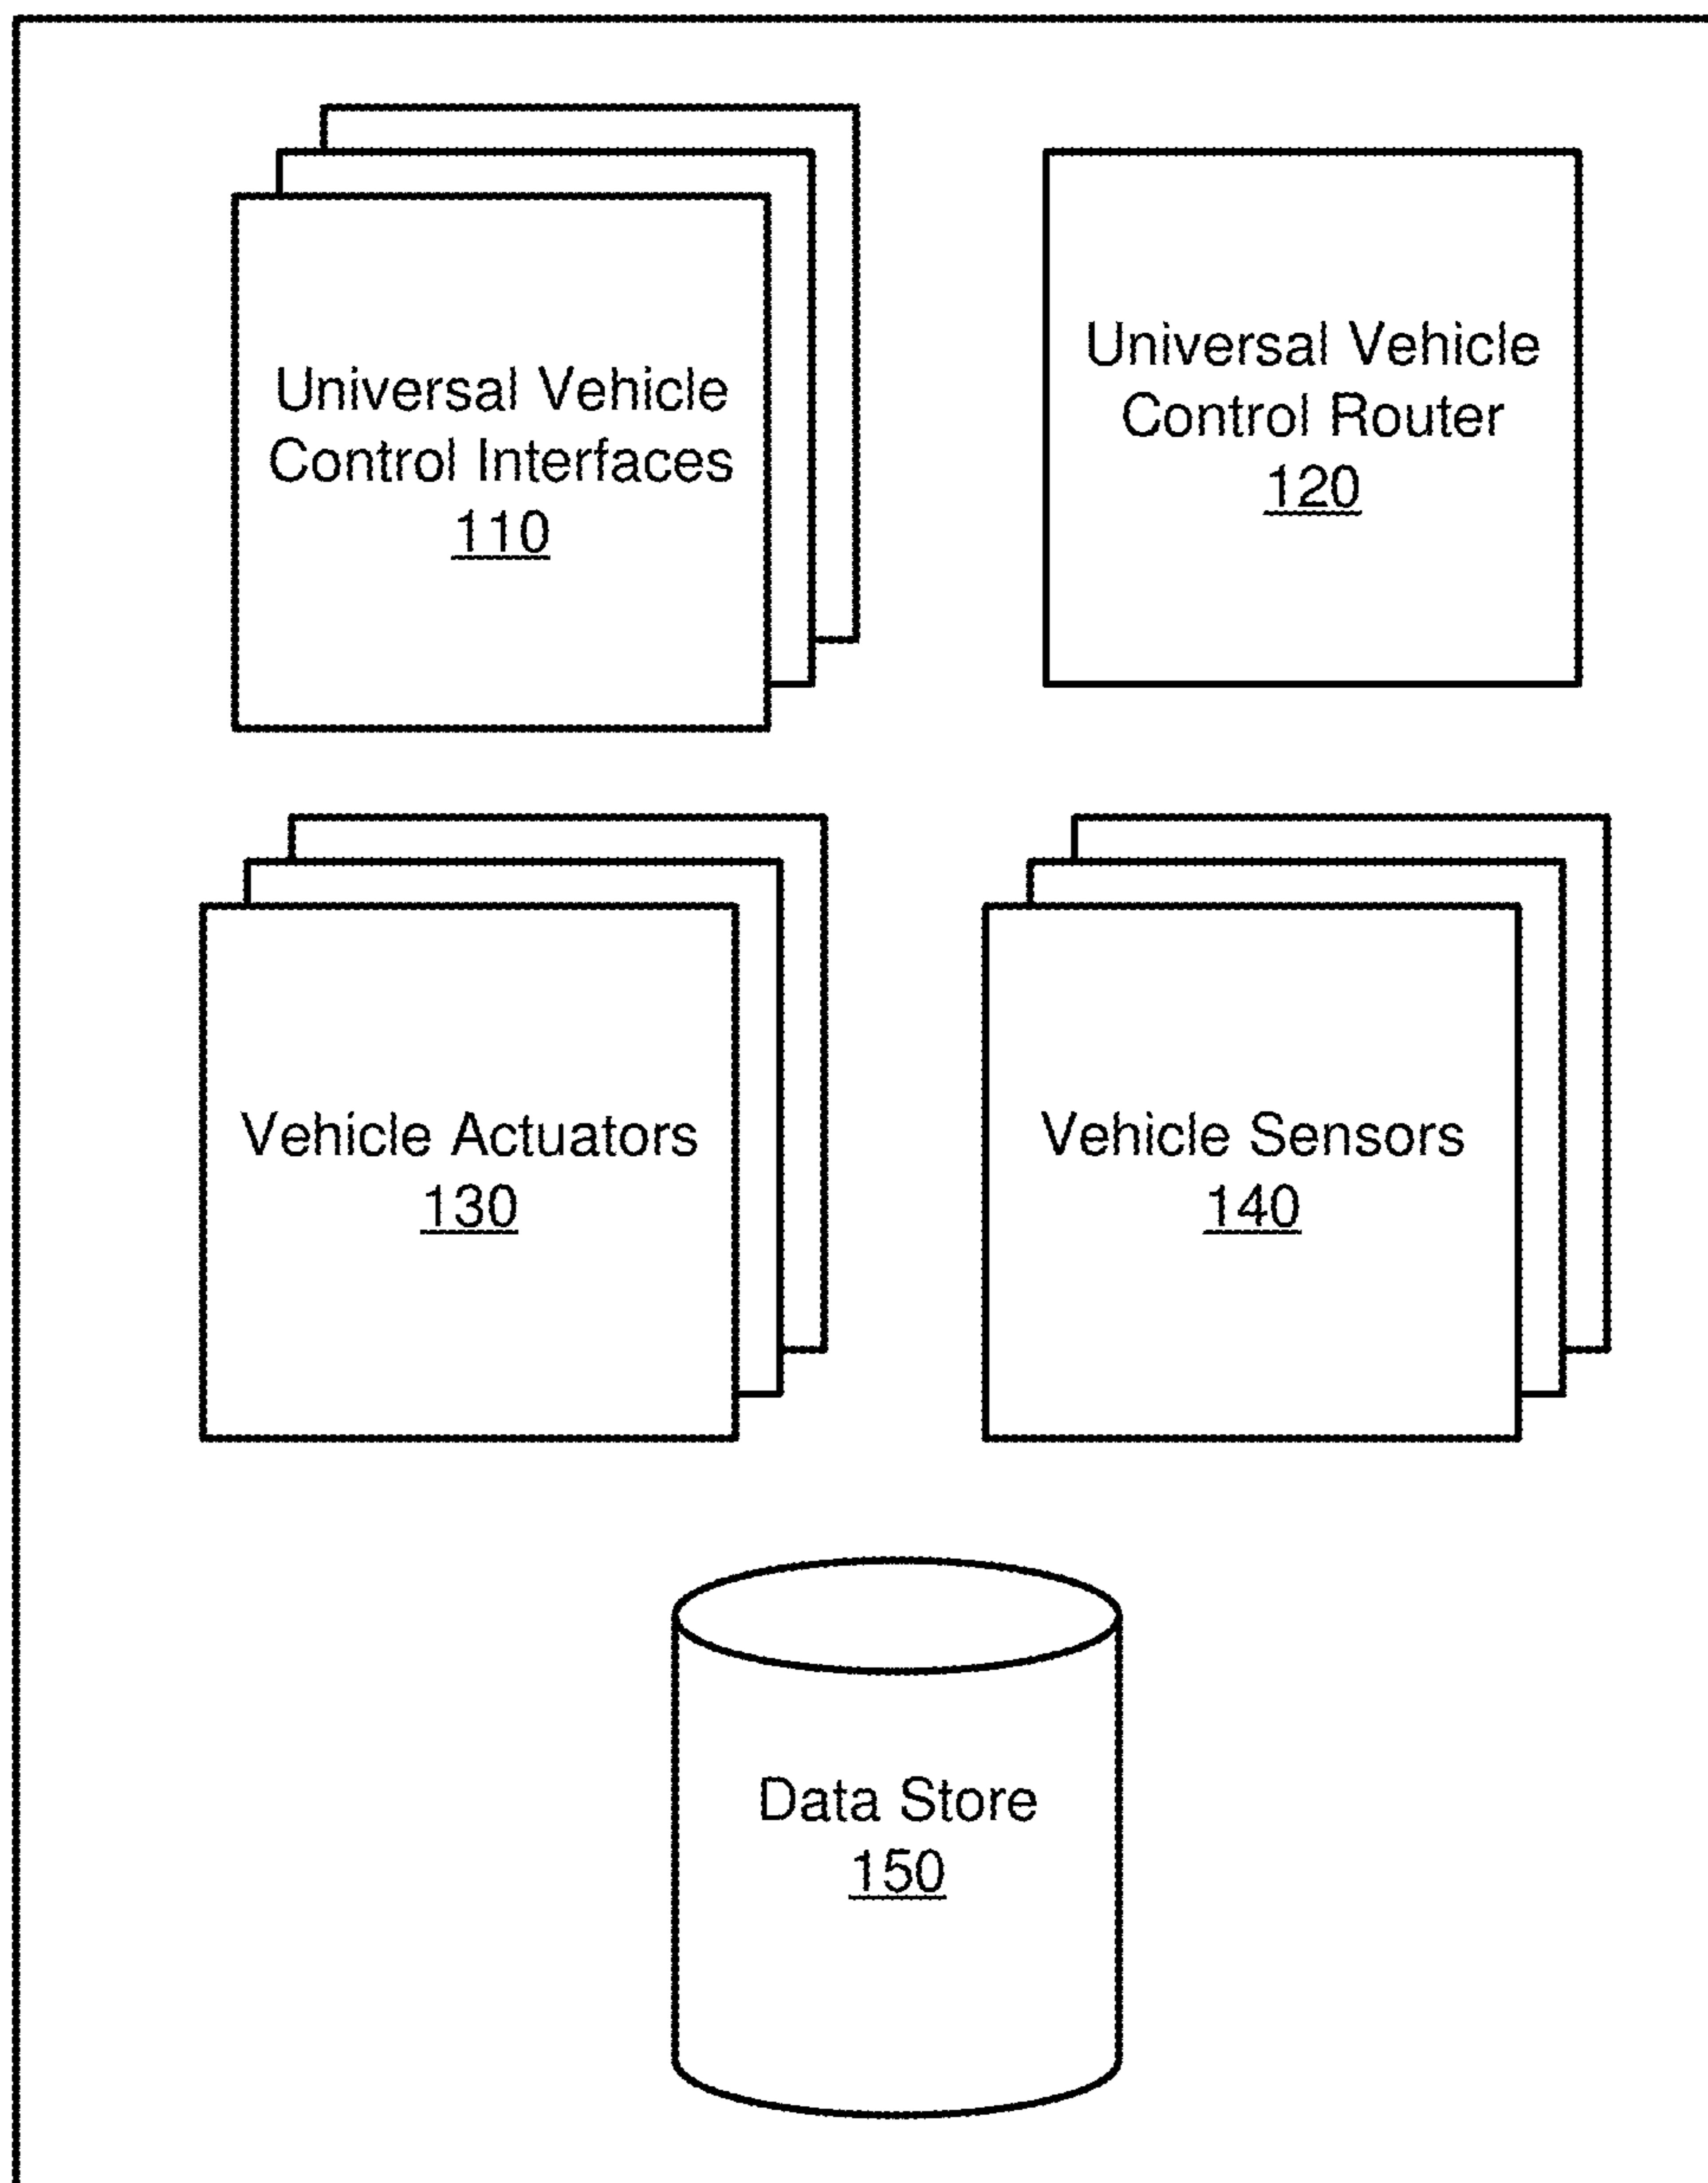 Universal Vehicle
Control Interfaces
110
Universal Vehicle
Control Router
120
Vehicle Actuators
130
Vehicle Sensors
140
Data Store
150